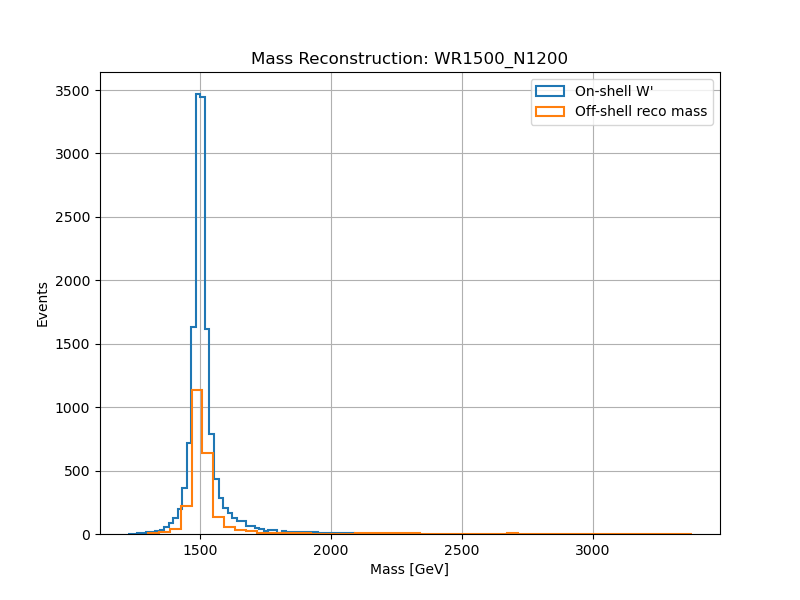 Mass Reconstruction: WR1500_N1200
On-shell W'
Off-shell reco mass
Events
3500
3000
2500
2000
1500
1000
500
0
1500
2000
2500
3000
Mass [GeV]